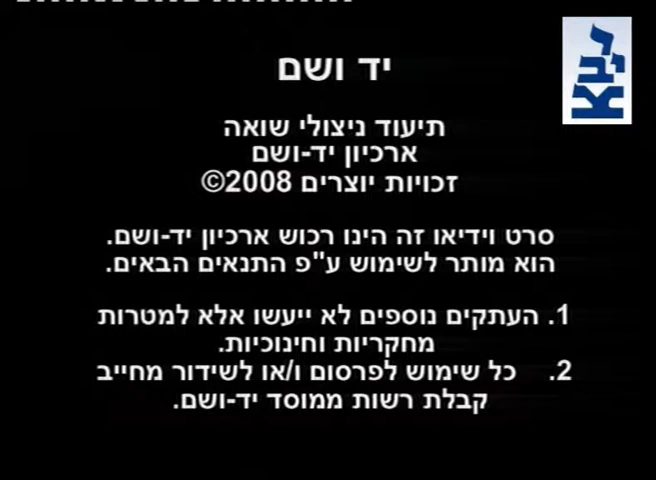 יד ושם
תיעוד ניצולי שואה
ארכיון יד-ושם
זכויות יוצרים 2008©
סרט וידיאו זה הינו רכוש ארכיון יד-ושם.
הוא מותר לשימוש ע"פ התנאים הבאים.
1. העתקים נוספים לא ייעשו אלא למטרות
מחקריות וחינוכיות.
2. כל שימוש לפרסום ו/או לשידור מחייב
קבלת רשות ממוסד יד-ושם.